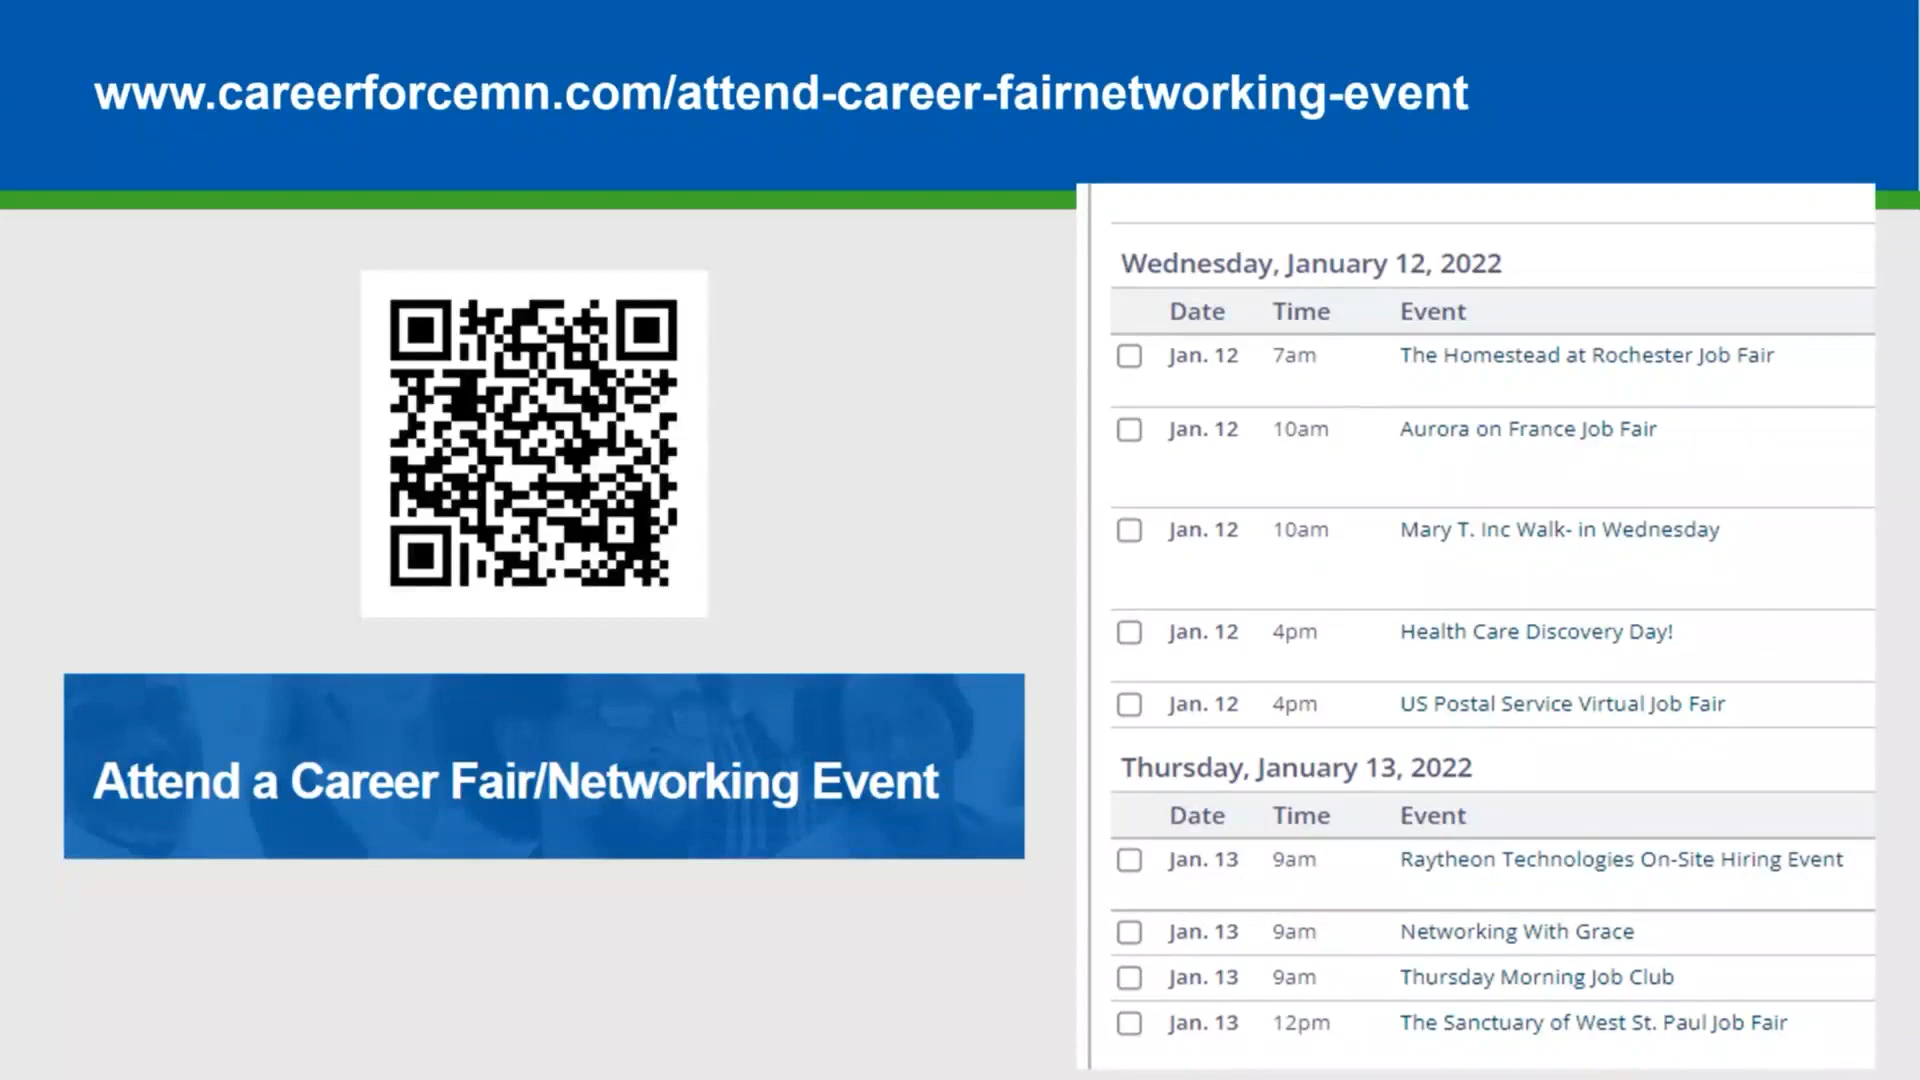 www.careerforcemn.com/attend-career-fairnetworking-event
Attend a Career Fair/Networking Event
Wednesday, January 12, 2022
Date Time Event
Jan. 12 7am The Homestead at Rochester Job Fair
Jan. 12 10am Aurora on France Job Fair
Jan. 12 10am Mary T. Inc Walk- in Wednesday
Jan. 12 4pm Health Care Discovery Day!
Jan. 12 4pm US Postal Service Virtual Job Fair
Thursday, January 13, 2022
Date Time Event
Jan. 13 9am Raytheon Technologies On-Site Hiring Event
Jan. 13 9am Networking With Grace
Jan. 13 9am Thursday Morning Job Club
Jan. 13 12pm The Sanctuary of West St. Paul Job Fair